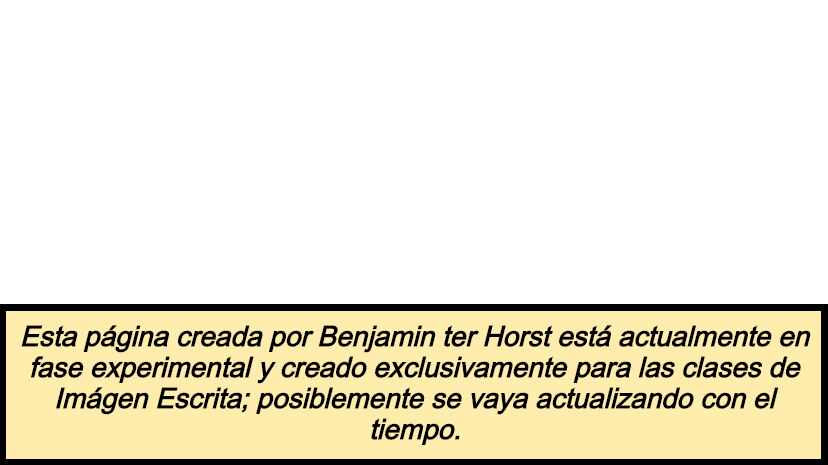 Esta página creada por Benjamin ter Horst está actualmente en
fase experimental y creado exclusivamente para las clases de
Imágen Escrita; posiblemente se vaya actualizando con el
tiempo.